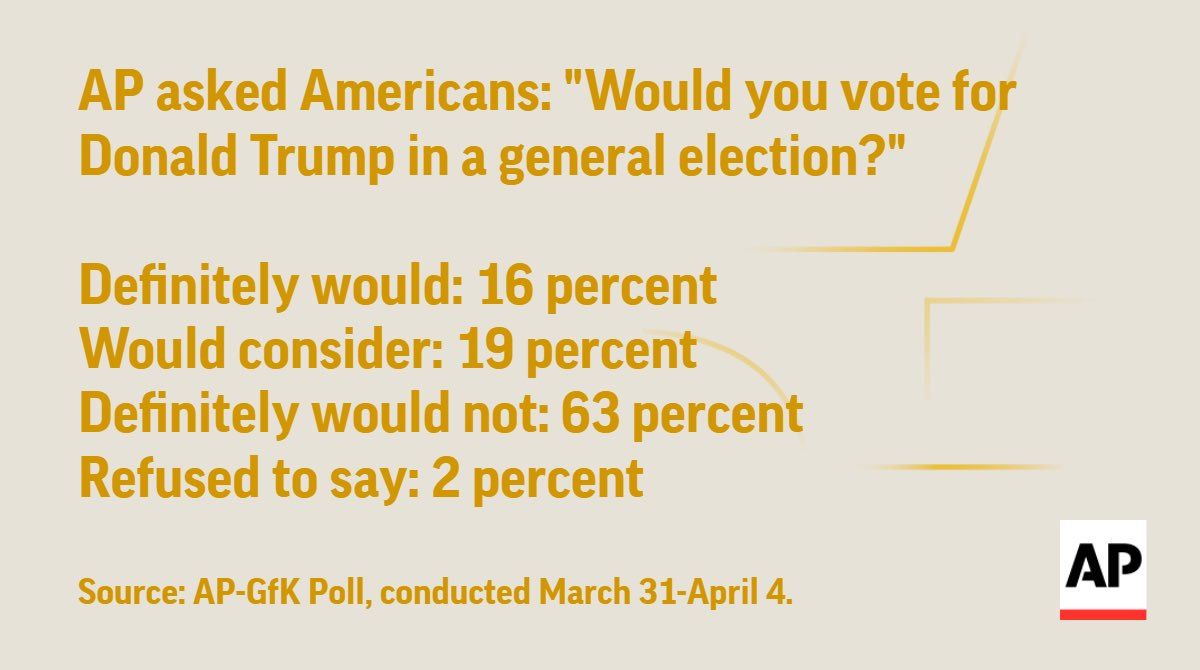 AP asked Americans: "Would you vote for
Donald Trump in a general election?"
Definitely would: 16 percent
Would consider: 19 percent
Definitely would not: 63 percent
Refused to say: 2 percent
Source: AP-GfK Poll, conducted March 31-April 4.
AP